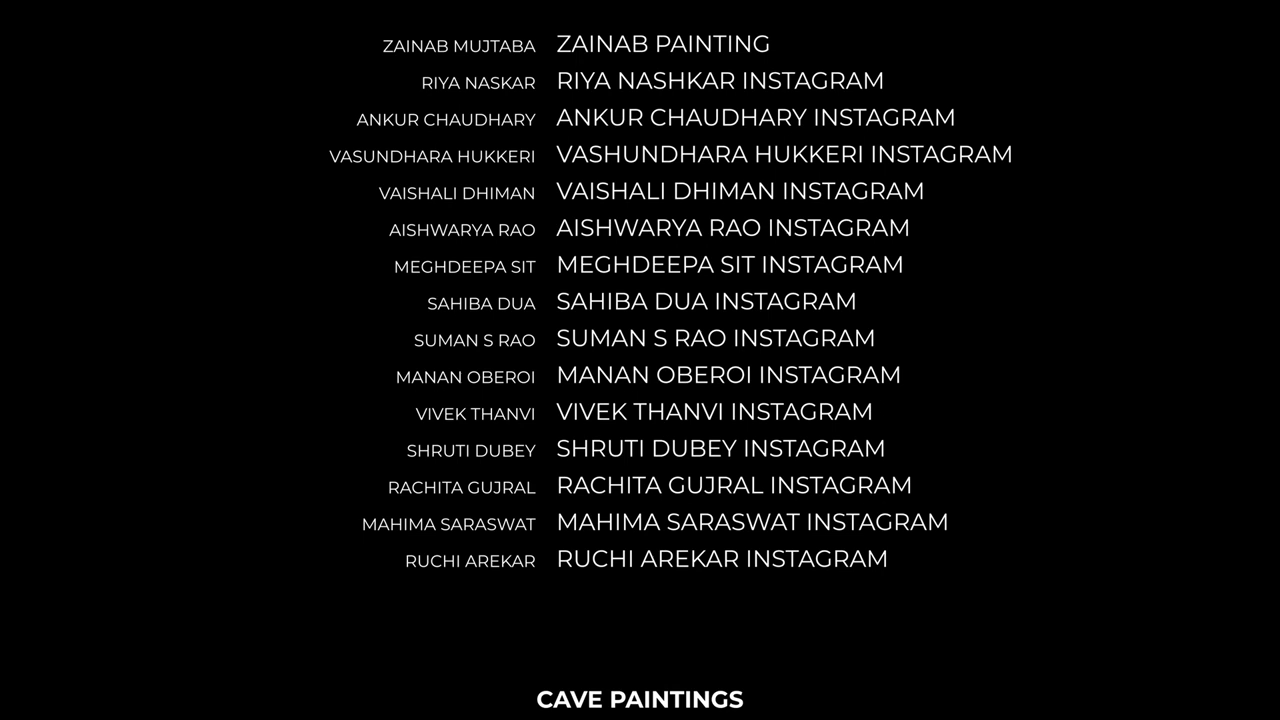 ZAINAB MUJTABA ZAINAB PAINTING
RIYA NASKAR RIYA NASHKAR INSTAGRAM
ANKUR CHAUDHARY ANKUR CHAUDHARY INSTAGRAM
VASUNDHARA HUKKERI VASHUNDHARA HUKKERI INSTAGRAM
VAISHALI DHIMAN VAISHALI DHIMAN INSTAGRAM
AISHWARYA RAO AISHWARYA RAO INSTAGRAM
MEGHDEEPA SIT MEGHDEEPA SIT INSTAGRAM
SAHIBA DUA SAHIBA DUA INSTAGRAM
SUMAN S RAO SUMAN S RAO INSTAGRAM
MANAN OBEROI MANAN OBEROI INSTAGRAM
VIVEK THANVI VIVEK THANVI INSTAGRAM
SHRUTI DUBEY SHRUTI DUBEY INSTAGRAM
RACHITA GUJRAL RACHITA GUJRAL INSTAGRAM
MAHIMA SARASWAT MAHIMA SARASWAT INSTAGRAM
RUCHI AREKAR RUCHI AREKAR INSTAGRAM
CAVE PAINTINGS